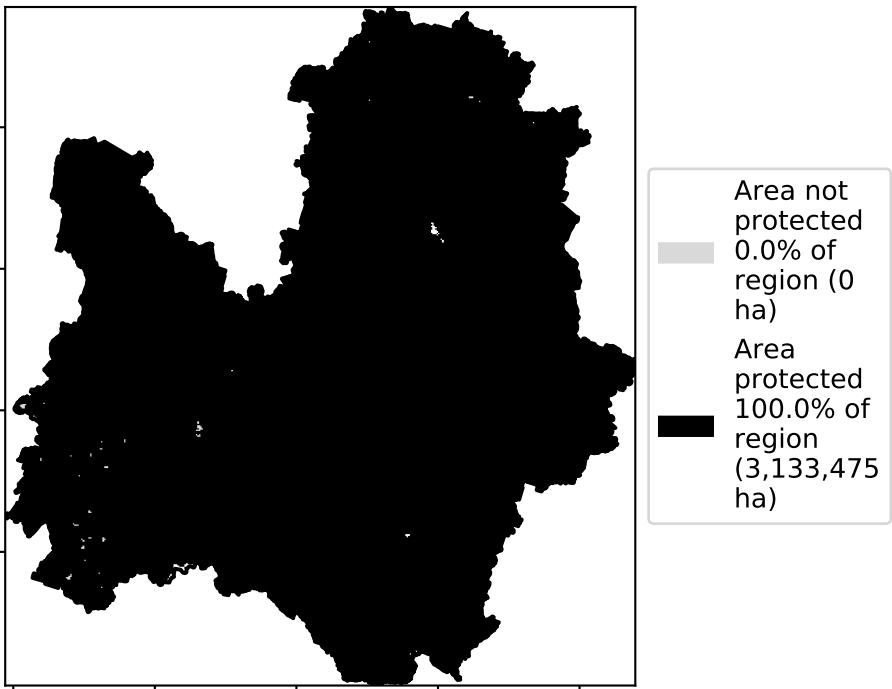 Area not
protected
0.0% of
region (0
ha)
Area
protected
100.0% of
region
(3,133,475
ha)